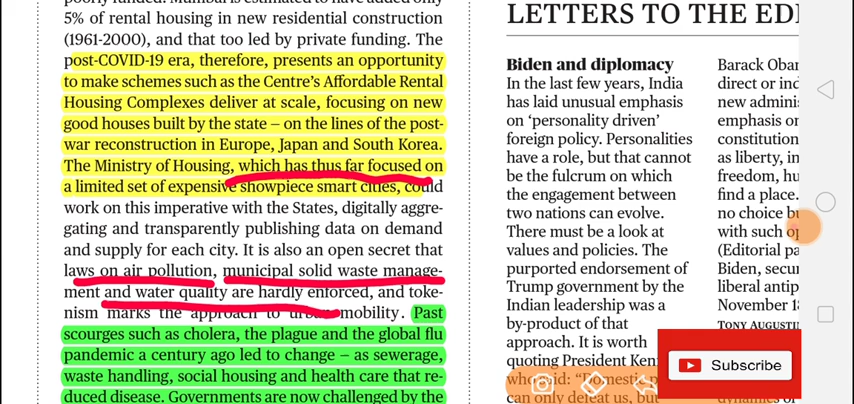 poorly funded. Mumbai is estimated to have added only
5% of rental housing in new residential construction
(1961-2000), and that too led by private funding. The
post-COVID-19 era, therefore, presents an opportunity
to make schemes such as the Centre's Affordable Rental
Housing Complexes deliver at scale, focusing on new
good houses built by the state – on the lines of the post-
war reconstruction in Europe, Japan and South Korea.
The Ministry of Housing, which has thus far focused on
a limited set of expensive showpiece smart cities, could
work on this imperative with the States, digitally aggre-
gating and transparently publishing data on demand
and supply for each city. It is also an open secret that
laws on air pollution, municipal solid waste manage-
ment and water quality are hardly enforced, and toke-
nism marks the approach to urban mobility. Past
scourges such as cholera, the plague and the global flu
pandemic a century ago led to change – as sewerage,
waste handling, social housing and health care that re-
duced disease. Governments are now challenged by the
LETTERS TO THE EDI
Biden and diplomacy
In the last few years, India
has laid unusual emphasis
on 'personality driven'
foreign policy. Personalities
have a role, but that cannot
be the fulcrum on which
the engagement between
two nations can evolve.
There must be a look at
values and policies. The
purported endorsement of
Trump government by the
Indian leadership was a
by-product of that
approach. It is worth
quoting President Ken
who said: "Domestic p
can only defeat us, but
Barack Obar
direct or ind
new adminis
emphasis on
constitution
as liberty, in
freedom, hu
find a place.
no choice bu
with such op
(Editorial pa
Biden, secur
liberal antip
November 18
TONY AUGUSTIN
dynamics of
Subscribe